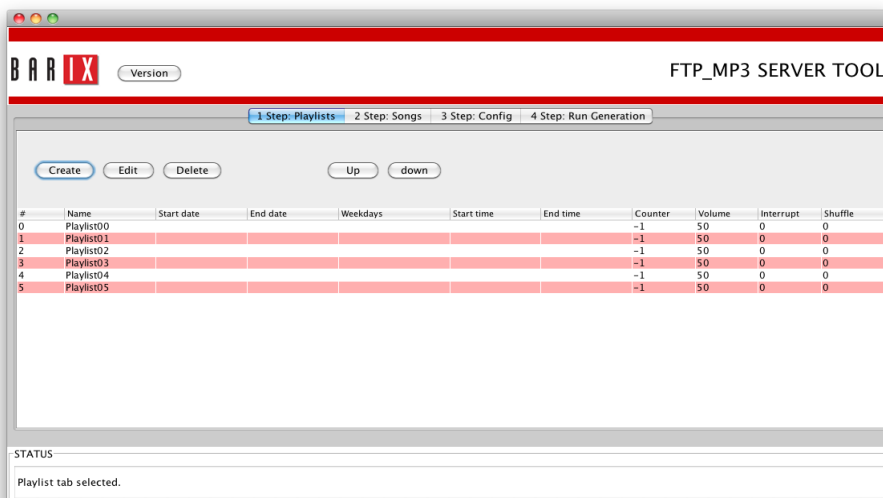 BARIX
Version
FTP_MP3 SERVER TOOL
1 Step: Playlists 2 Step: Songs 3 Step: Config 4 Step: Run Generation
Create Edit Delete Up down
# Name Start date End date Weekdays Start time End time Counter Volume Interrupt Shuffle
0 Playlist00 -1 50 0 0
1 Playlist01 -1 50 0 0
2 Playlist02 -1 50 0 0
3 Playlist03 -1 50 0 0
4 Playlist04 -1 50 0 0
5 Playlist05 -1 50 0 0
STATUS
Playlist tab selected.